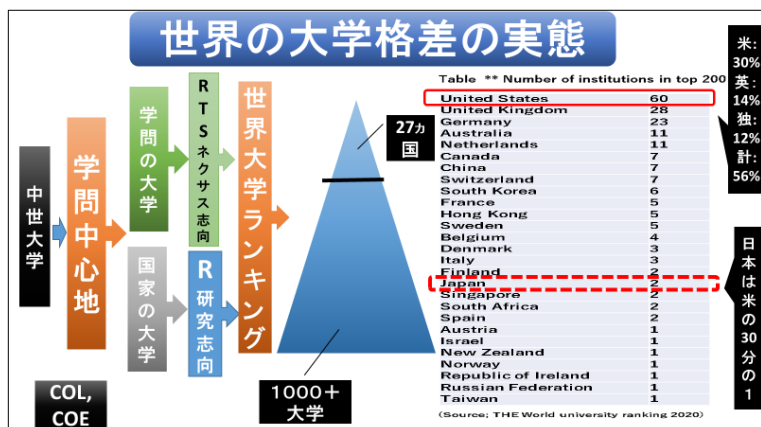 世界の大学格差の実態
中世大学
学問中心地
学問の大学
国家の大学
RTSネクサス志向
R研究志向
世界大学ランキング
27ヵ
国
1000+
大学
COL,
COE
Table ** Number of institutions in top 200
United States 60
United Kingdom 28
Germany 23
Australia 11
Netherlands 11
Canada 7
China 7
Switzerland 7
South Korea 6
France 5
Hong Kong 5
Sweden 5
Belgium 4
Denmark 3
Italy 3
Finland 2
Japan 2
Singapore 2
South Africa 2
Spain 2
Austria 1
Israel 1
New Zealand 1
Norway 1
Republic of Ireland 1
Russian Federation 1
Taiwan 1
(Source; THE World university ranking 2020)
米:
30%
英:
14%
独:
12%
計:
56%
日本は米の30分の1